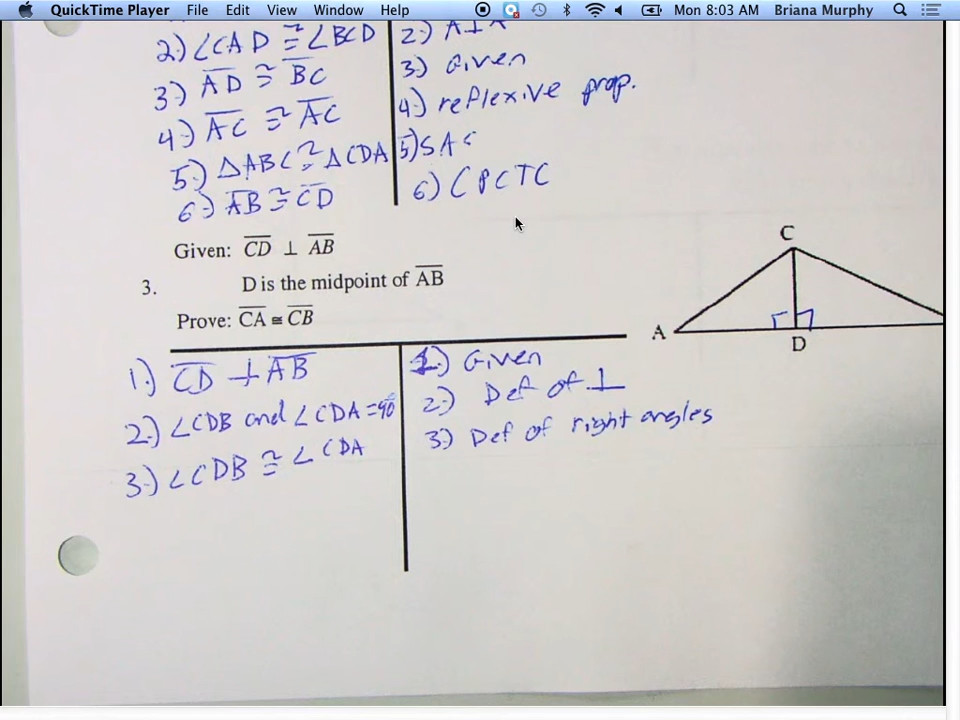 QuickTime Player File Edit View Window Help Mon 8:03 AM Briana Murphy
2.) ∠CAD ≅ ∠BCD
3.) AD ≅ BC
4.) AC ≅ AC
5.) △ABC ≅ △CDA
6.) AB ≅ CD
2.)
3.) Given
4.) reflexive prop.
5.) SA
6.) CPCTC
Given: CD ⊥ AB
3. D is the midpoint of AB
Prove: CA ≅ CB
C
A
D
1.) CD ⊥ AB
2.) ∠CDB and ∠CDA = 90
3.) ∠CDB ≅ ∠CDA
1.) Given
2.) Def of ⊥
3.) Def of right angles